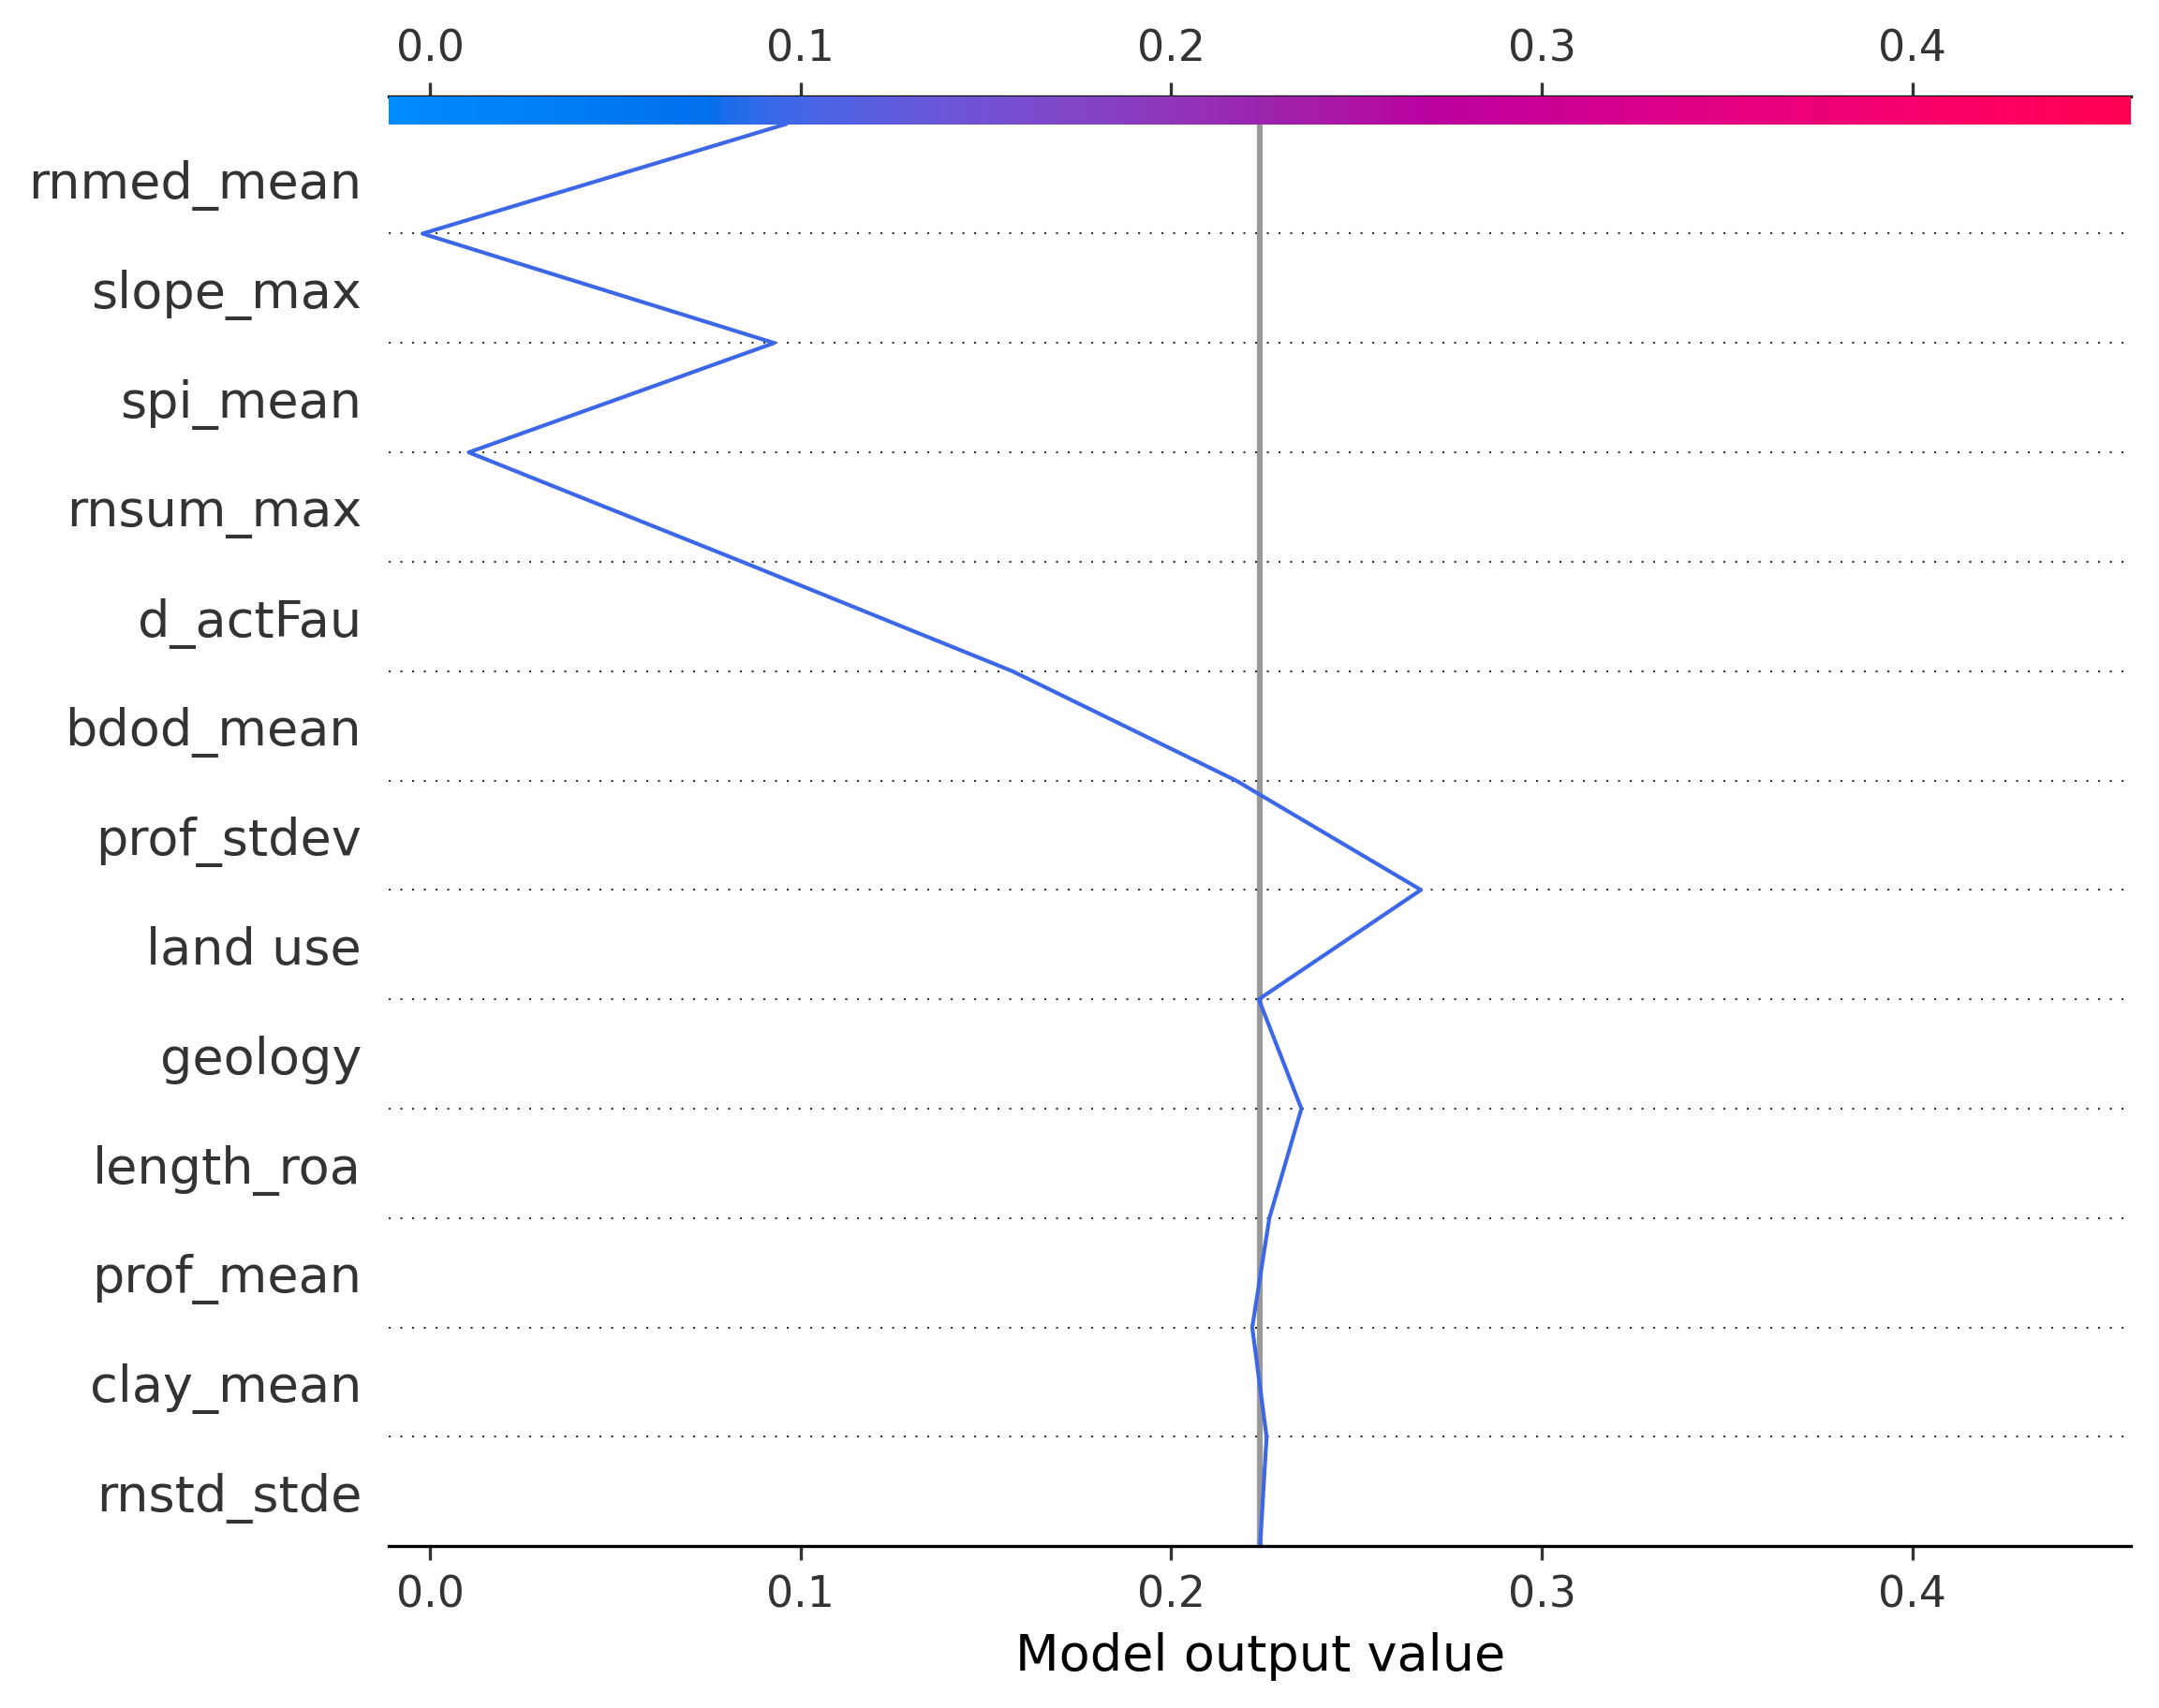 0.0 0.1 0.2 0.3 0.4
rnmed_mean
slope_max
spi_mean
rnsum_max
d_actFau
bdod_mean
prof_stdev
land use
geology
length_roa
prof_mean
clay_mean
rnstd_stde
0.0 0.1 0.2 0.3 0.4
Model output value